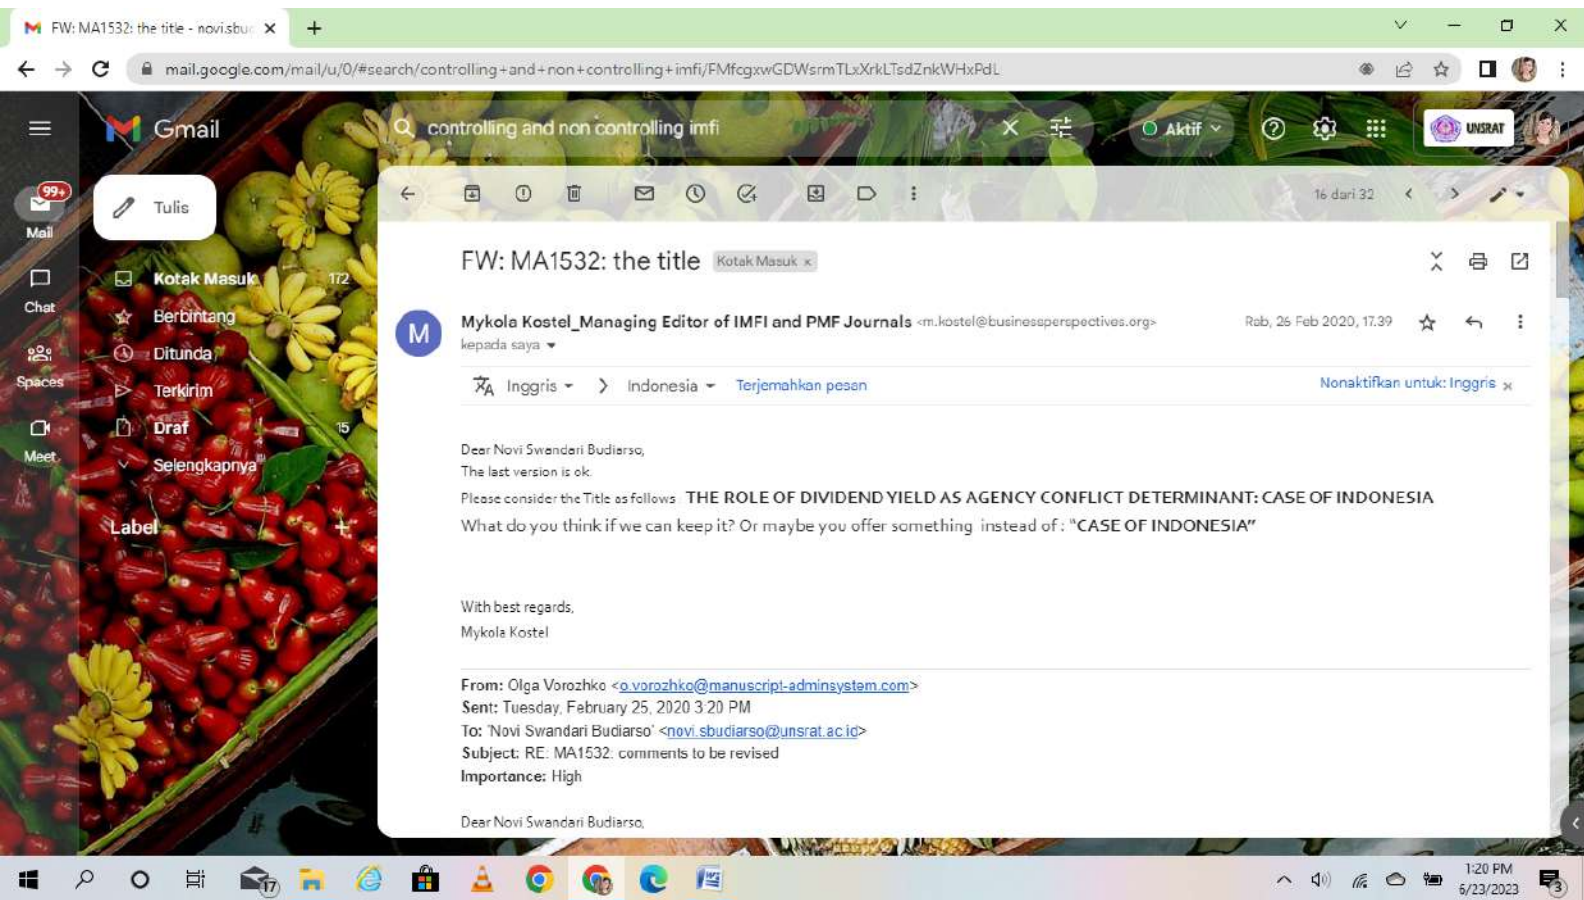 FW: MA1532: the title - novi.sbu
mail.google.com/mail/u/0/#search/controlling+and+non+controlling+imfi/FMfcgxwGDWsrmTLxXrkLTsdZnkWHxPdL
Gmail
controlling and non controlling imfi
Aktif
UNSRAT
99+
Mail
Chat
Spaces
Meet
Tulis
Kotak Masuk 172
Berbintang
Ditunda
Terkirim
Draf 15
Selengkapnya
Label +
16 dari 32
FW: MA1532: the title Kotak Masuk ×
M
Mykola Kostel_Managing Editor of IMFI and PMF Journals <m.kostel@businessperspectives.org>
Rab, 26 Feb 2020, 17.39
kepada saya
Inggris > Indonesia Terjemahkan pesan
Nonaktifkan untuk: Inggris ×
Dear Novi Swandari Budiarso,
The last version is ok.
Please consider the Title as follows: THE ROLE OF DIVIDEND YIELD AS AGENCY CONFLICT DETERMINANT: CASE OF INDONESIA
What do you think if we can keep it? Or maybe you offer something instead of : "CASE OF INDONESIA"
With best regards,
Mykola Kostel
From: Olga Vorozhko <o.vorozhko@manuscript-adminsystem.com>
Sent: Tuesday, February 25, 2020 3:20 PM
To: 'Novi Swandari Budiarso' <novi.sbudiarso@unsrat.ac.id>
Subject: RE: MA1532: comments to be revised
Importance: High
Dear Novi Swandari Budiarso,
17
1:20 PM
6/23/2023
3